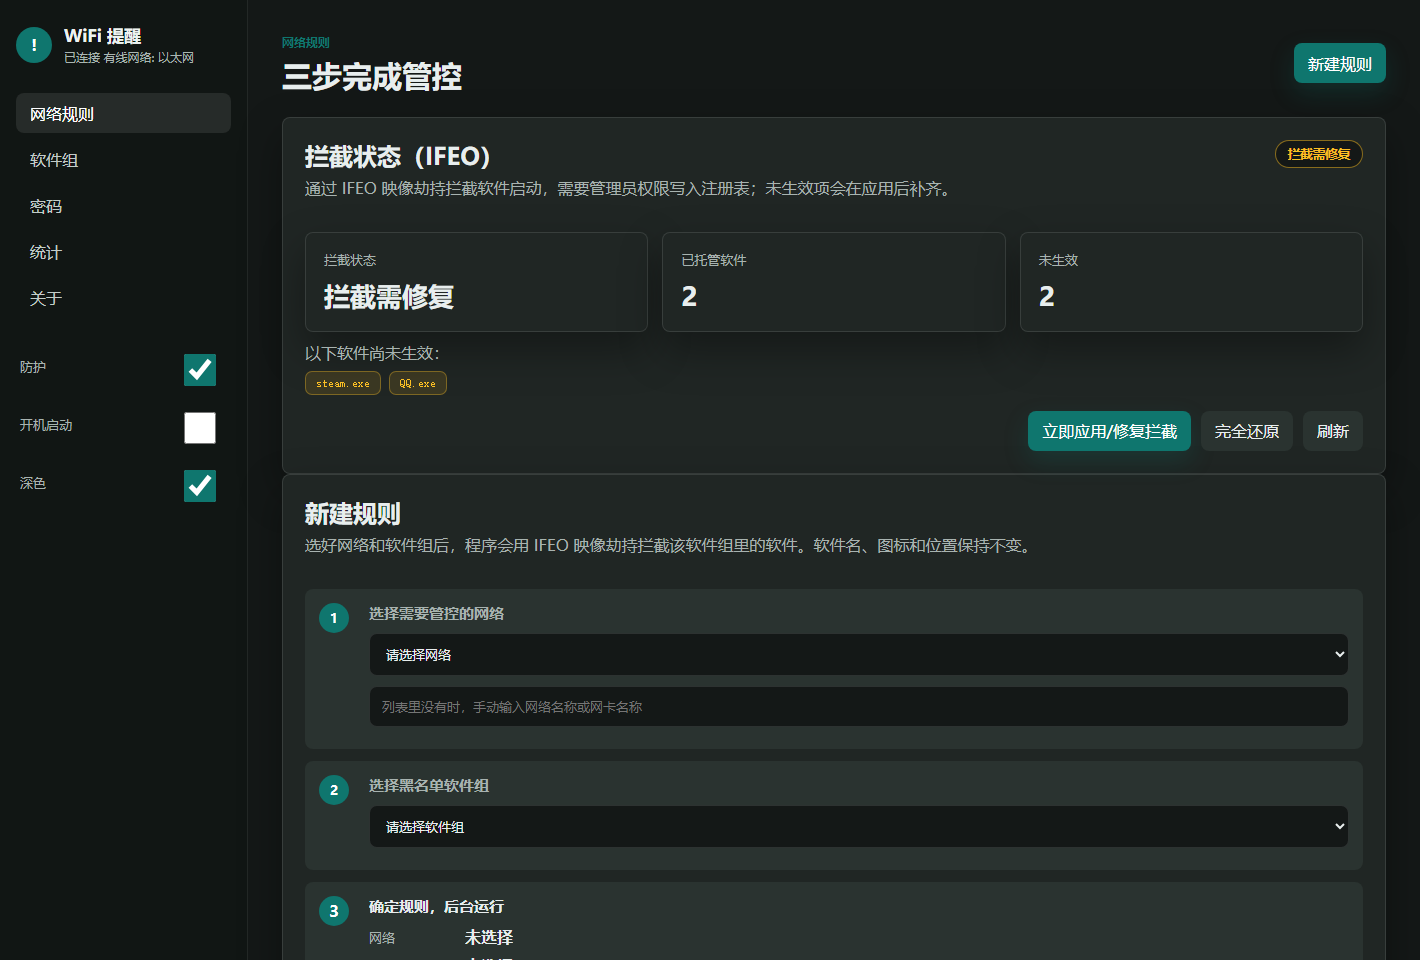 !
WiFi 提醒
已连接 有线网络: 以太网
网络规则
软件组
密码
统计
关于
防护
开机启动
深色
网络规则
三步完成管控
新建规则
拦截状态（IFEO）
拦截需修复
通过 IFEO 映像劫持拦截软件启动，需要管理员权限写入注册表；未生效项会在应用后补齐。
拦截状态
拦截需修复
已托管软件
2
未生效
2
以下软件尚未生效：
steam.exe
QQ.exe
立即应用/修复拦截
完全还原
刷新
新建规则
选好网络和软件组后，程序会用 IFEO 映像劫持拦截该软件组里的软件。软件名、图标和位置保持不变。
1
选择需要管控的网络
请选择网络
列表里没有时，手动输入网络名称或网卡名称
2
选择黑名单软件组
请选择软件组
3
确定规则，后台运行
网络
未选择